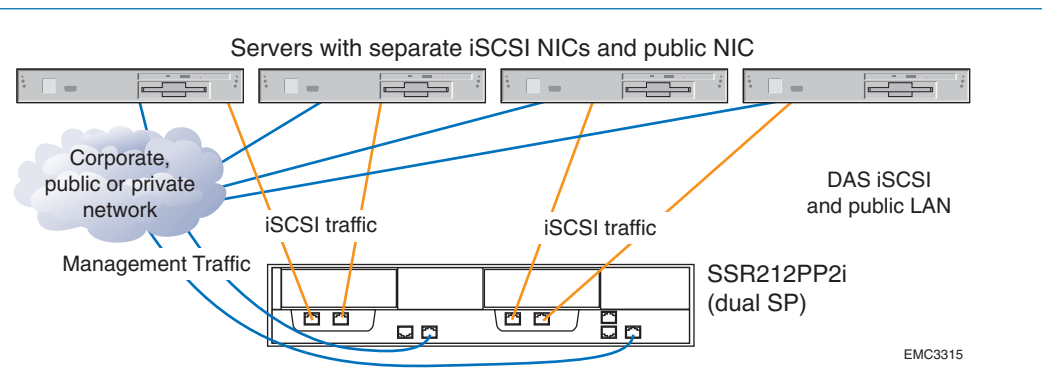 Servers with separate iSCSI NICs and public NIC
Corporate,
public or private
network
DAS iSCSI
and public LAN
iSCSI traffic
iSCSI traffic
Management Traffic
SSR212PP2i
(dual SP)
EMC3315